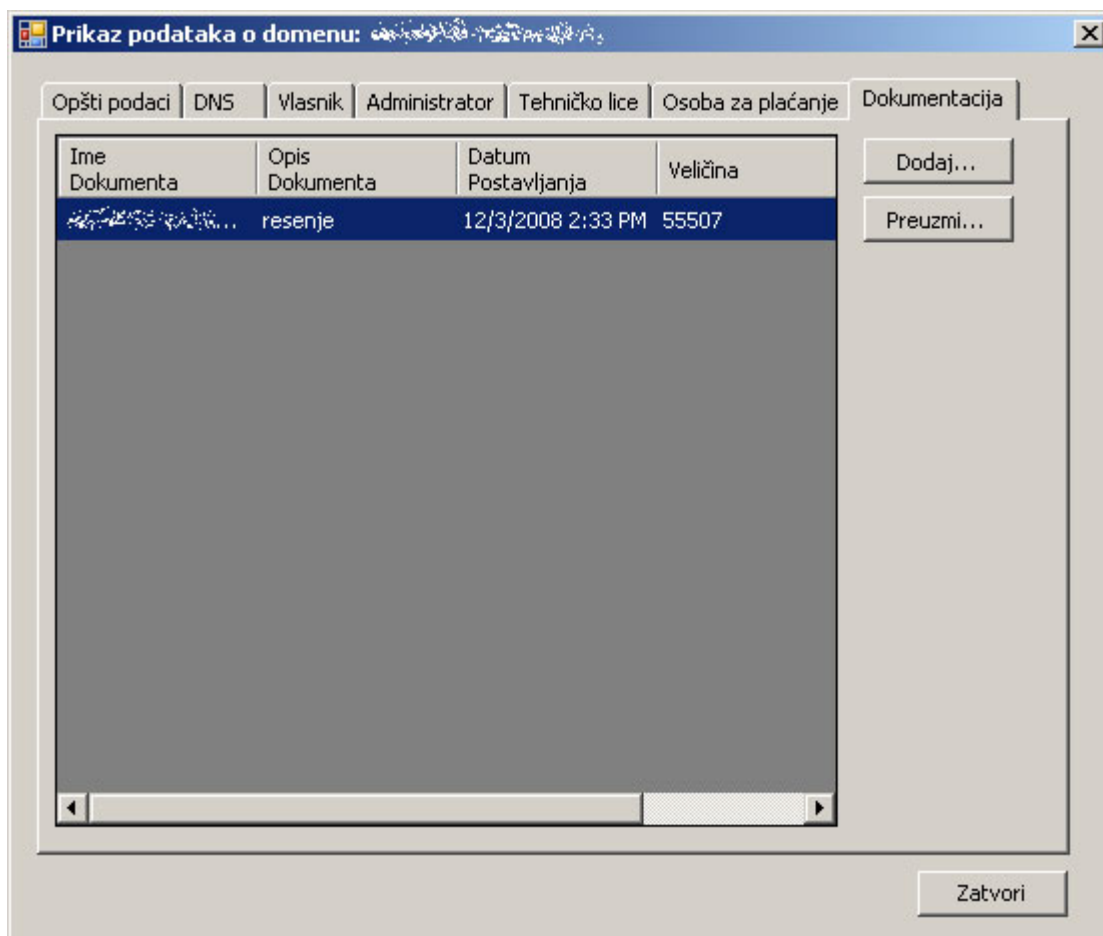 Prikaz podataka o domenu:
Opšti podaci DNS Vlasnik Administrator Tehničko lice Osoba za plaćanje Dokumentacija
Ime Dokumenta Opis Dokumenta Datum Postavljanja Veličina
resenje 12/3/2008 2:33 PM 55507
Dodaj...
Preuzmi...
Zatvori